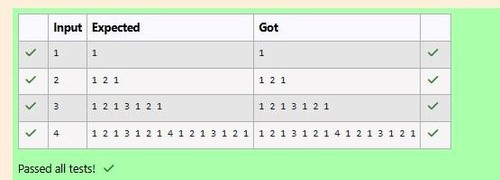 Input Expected Got
1 1 1
2 1 2 1 1 2 1
3 1 2 1 3 1 2 1 1 2 1 3 1 2 1
4 1 2 1 3 1 2 1 4 1 2 1 3 1 2 1 1 2 1 3 1 2 1 4 1 2 1 3 1 2 1
Passed all tests!